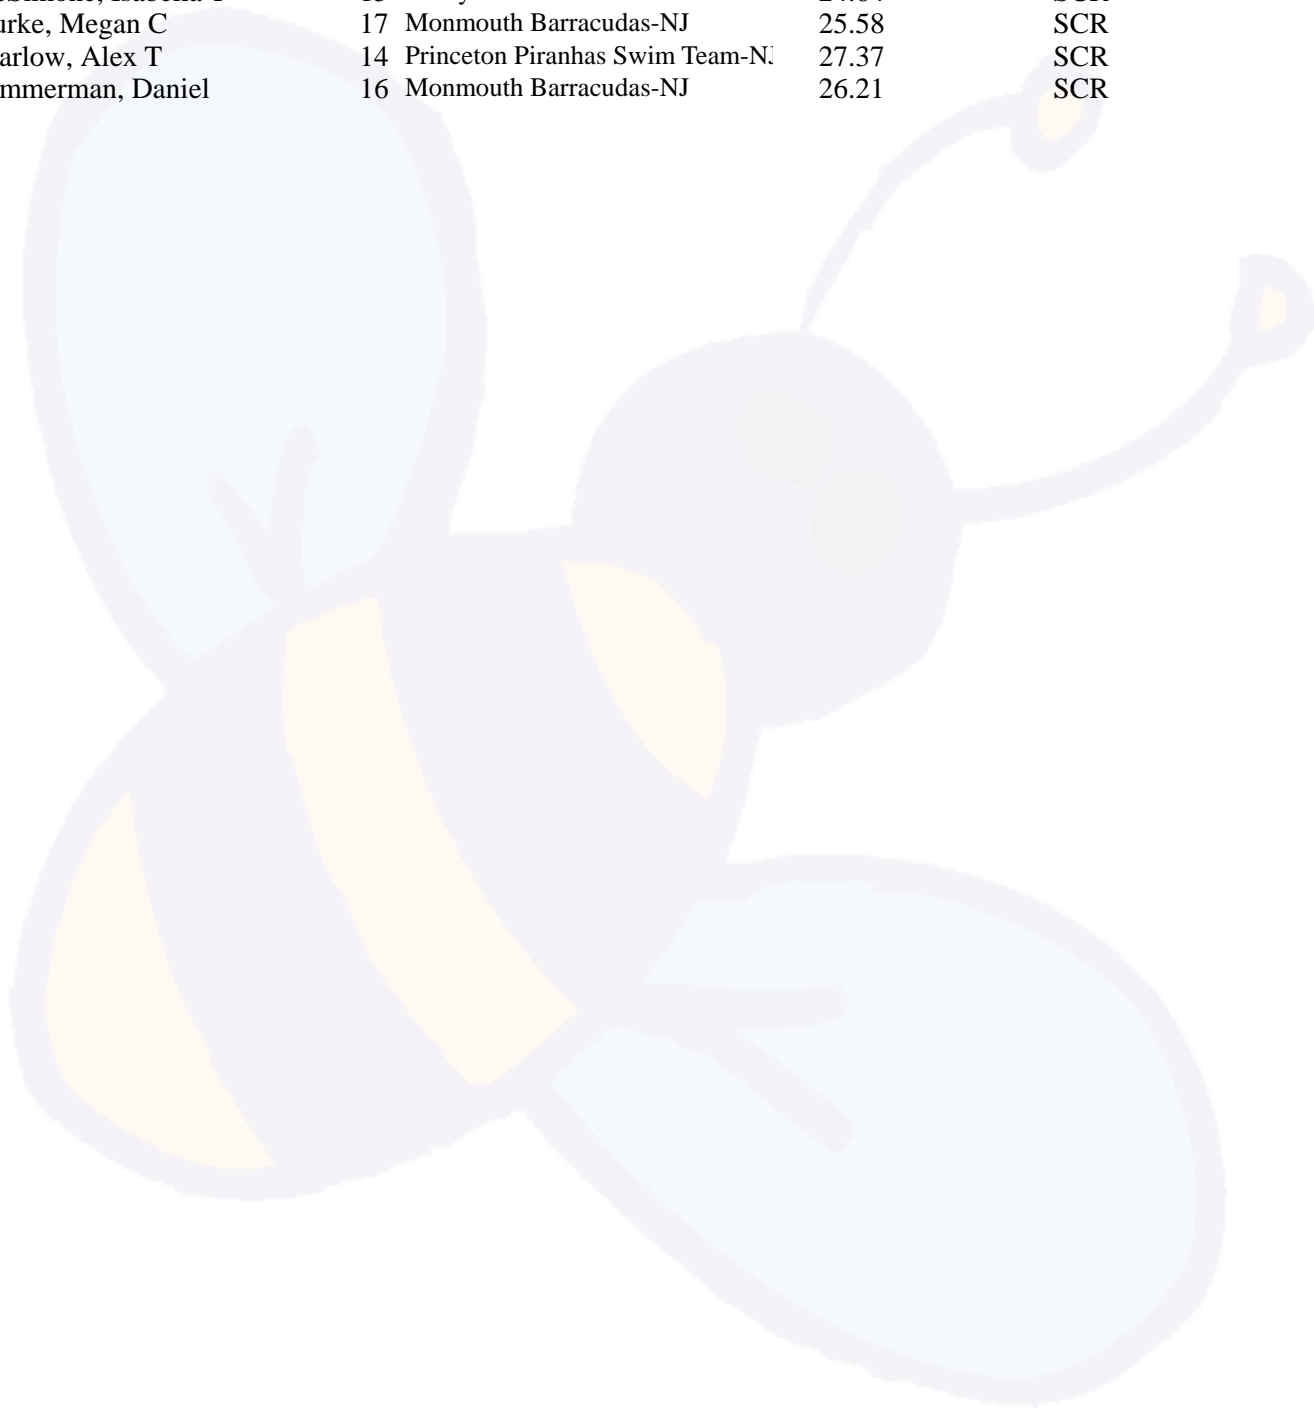 urke, Megan C 17 Monmouth Barracudas-NJ 25.58 SCR
arlow, Alex T 14 Princeton Piranhas Swim Team-NJ 27.37 SCR
mmerman, Daniel 16 Monmouth Barracudas-NJ 26.21 SCR